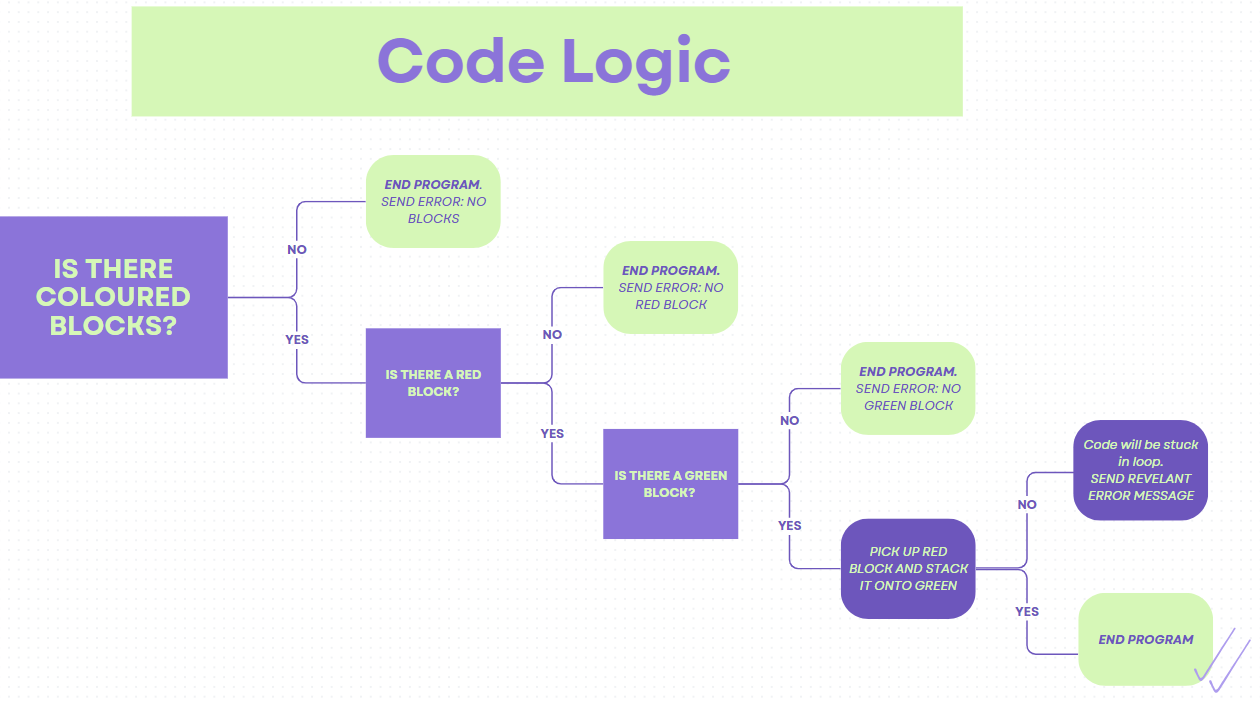 Code Logic
END PROGRAM.
SEND ERROR: NO
BLOCKS
NO
IS THERE
COLOURED
BLOCKS?
YES
END PROGRAM.
SEND ERROR: NO
RED BLOCK
NO
IS THERE A RED
BLOCK?
YES
END PROGRAM.
SEND ERROR: NO
GREEN BLOCK
NO
IS THERE A GREEN
BLOCK?
YES
Code will be stuck
in loop.
SEND REVELANT
ERROR MESSAGE
NO
PICK UP RED
BLOCK AND STACK
IT ONTO GREEN
YES
END PROGRAM